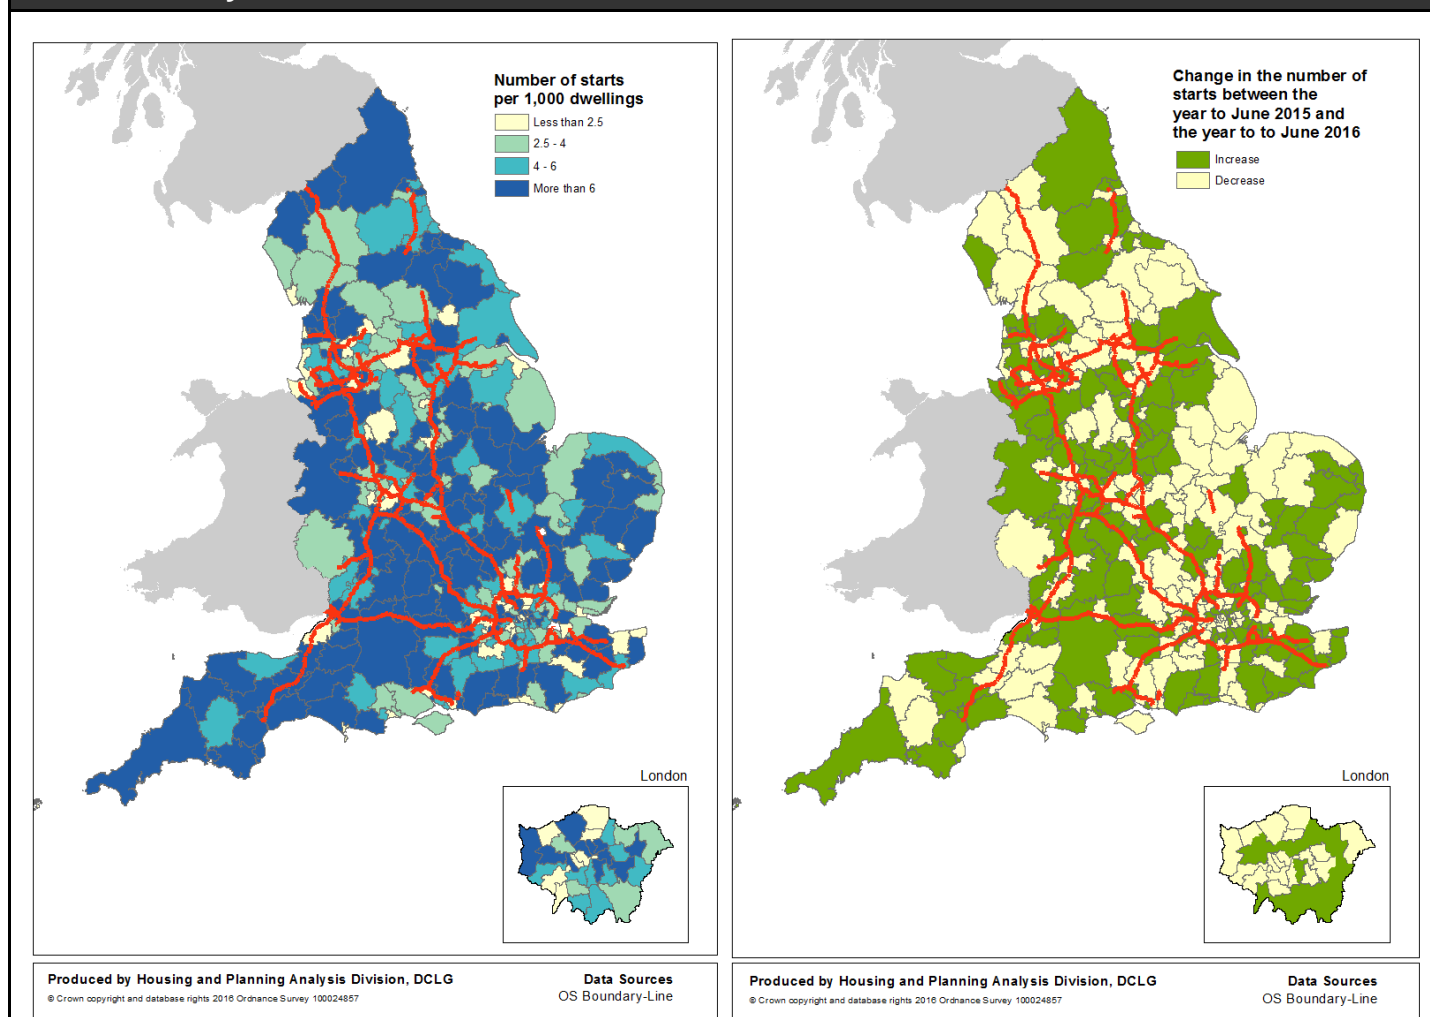 Number of starts
per 1,000 dwellings
Less than 2.5
2.5 - 4
4 - 6
More than 6
London
Produced by Housing and Planning Analysis Division, DCLG
© Crown copyright and database rights 2016 Ordnance Survey 100024857
Data Sources
OS Boundary-Line
Change in the number of
starts between the
year to June 2015 and
the year to to June 2016
Increase
Decrease
London
Produced by Housing and Planning Analysis Division, DCLG
© Crown copyright and database rights 2016 Ordnance Survey 100024857
Data Sources
OS Boundary-Line